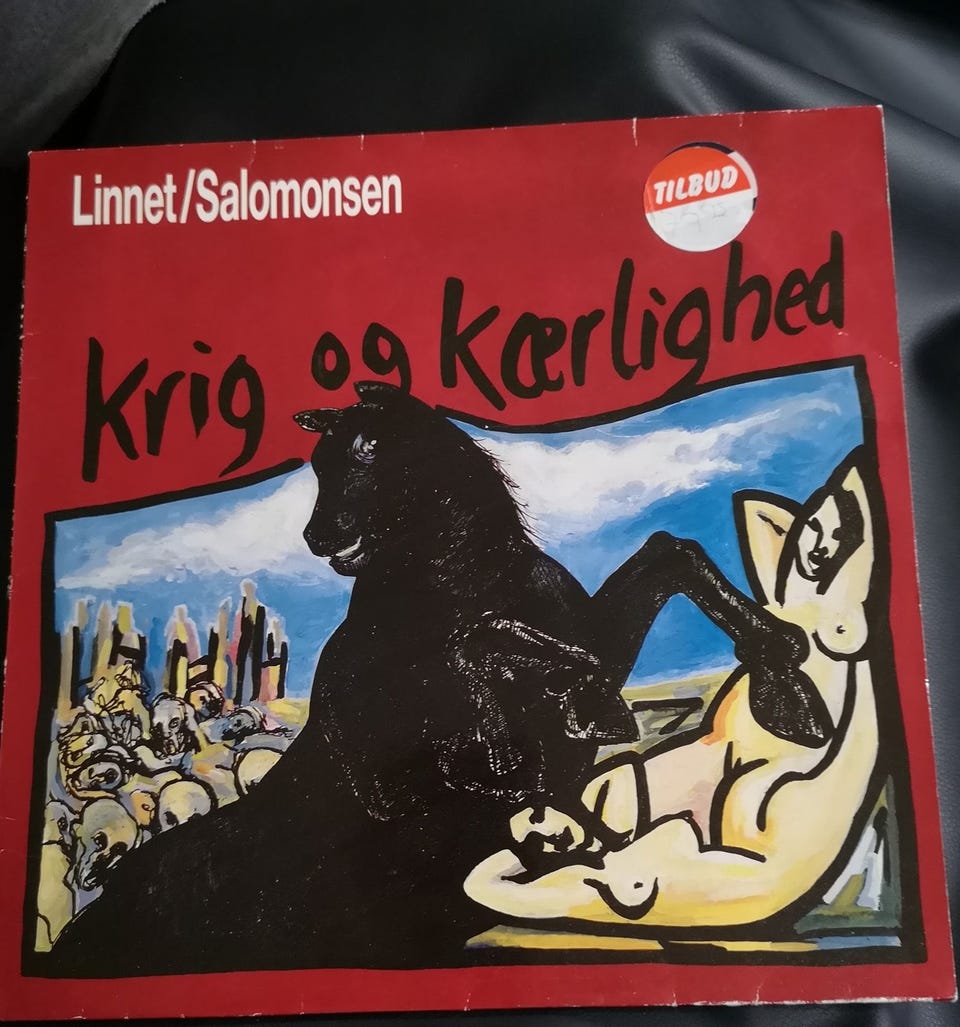 Linnet/Salomonsen
TILBUD
krig og kærlighed